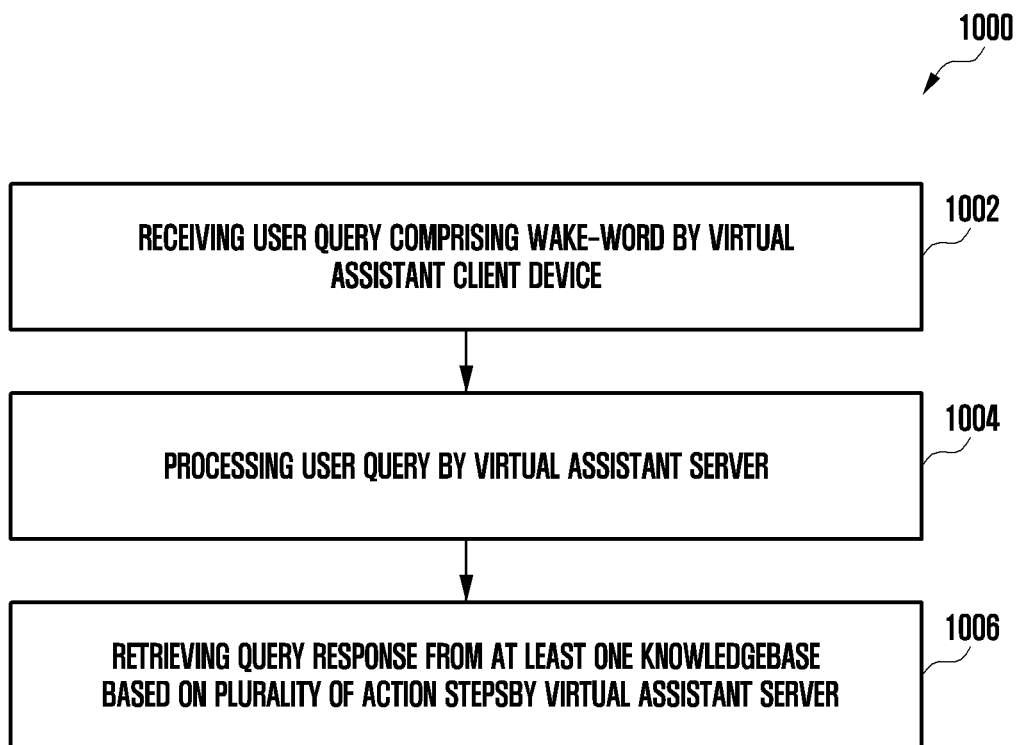 1000
1002
RECEIVING USER QUERY COMPRISING WAKE-WORD BY VIRTUAL
ASSISTANT CLIENT DEVICE
1004
PROCESSING USER QUERY BY VIRTUAL ASSISTANT SERVER
1006
RETRIEVING QUERY RESPONSE FROM AT LEAST ONE KNOWLEDGEBASE
BASED ON PLURALITY OF ACTION STEPSBY VIRTUAL ASSISTANT SERVER